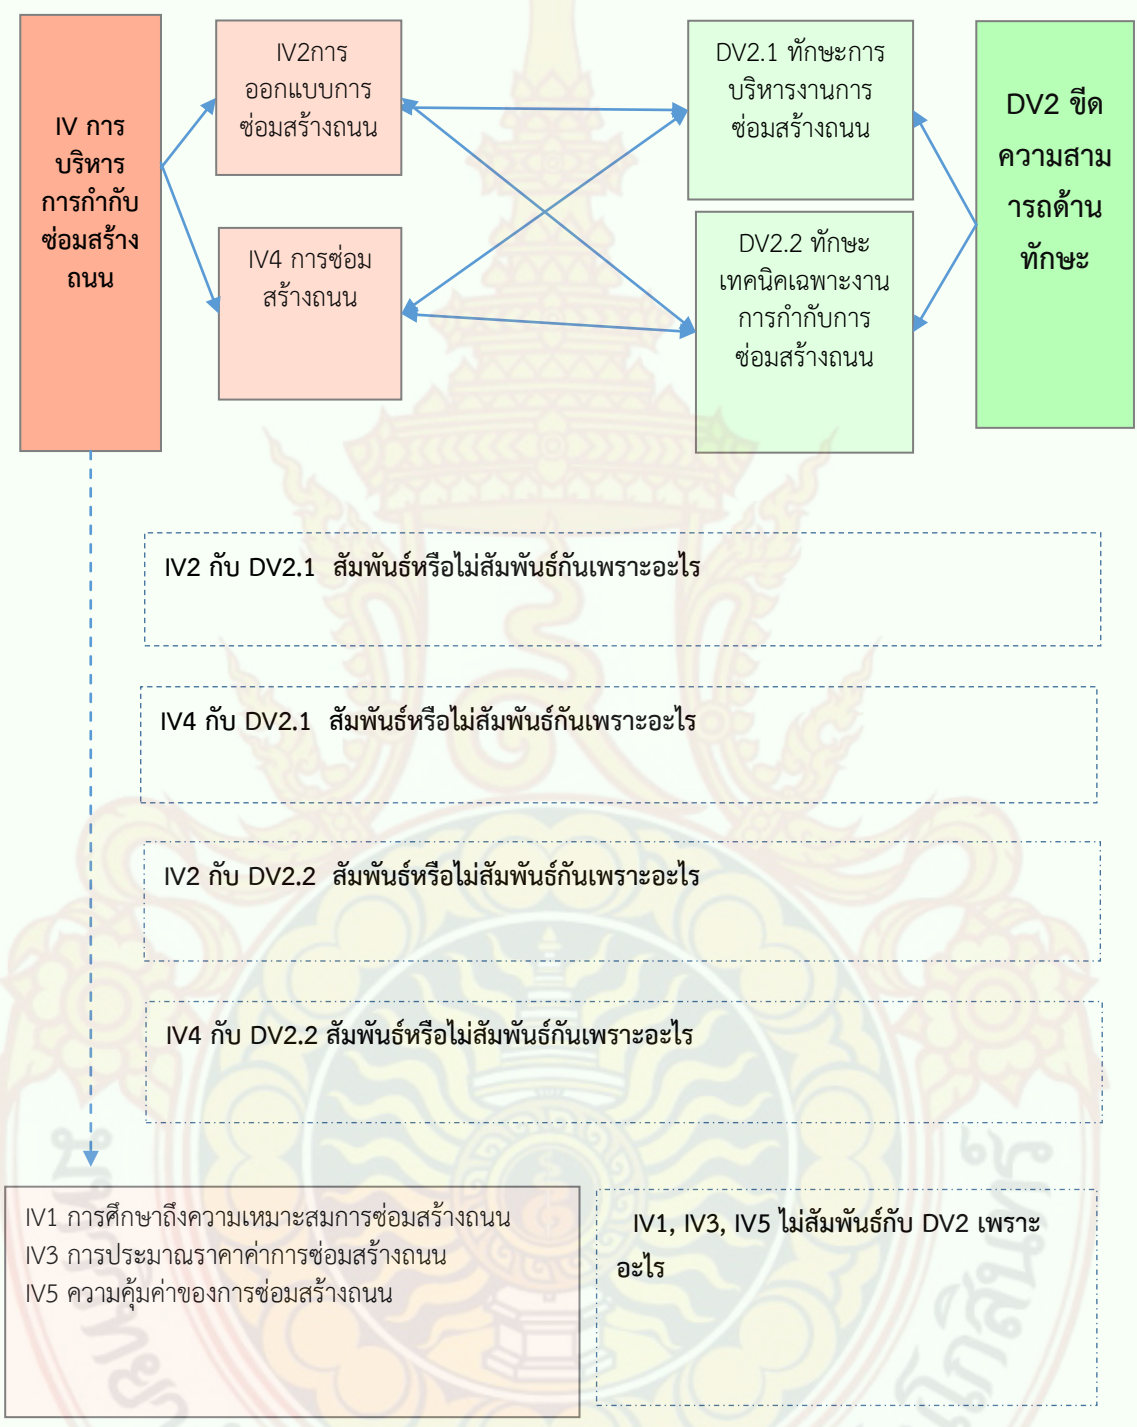 IV การ
บริหาร
การกำกับ
ซ่อมสร้าง
ถนน
IV2การ
ออกแบบการ
ซ่อมสร้างถนน
IV4 การซ่อม
สร้างถนน
DV2.1 ทักษะการ
บริหารงานการ
ซ่อมสร้างถนน
DV2.2 ทักษะ
เทคนิคเฉพาะงาน
การกำกับการ
ซ่อมสร้างถนน
DV2 ขีด
ความสาม
ารถด้าน
ทักษะ
IV2 กับ DV2.1  สัมพันธ์หรือไม่สัมพันธ์กันเพราะอะไร
IV4 กับ DV2.1  สัมพันธ์หรือไม่สัมพันธ์กันเพราะอะไร
IV2 กับ DV2.2  สัมพันธ์หรือไม่สัมพันธ์กันเพราะอะไร
IV4 กับ DV2.2 สัมพันธ์หรือไม่สัมพันธ์กันเพราะอะไร
IV1 การศึกษาถึงความเหมาะสมการซ่อมสร้างถนน
IV3 การประมาณราคาค่าการซ่อมสร้างถนน
IV5 ความคุ้มค่าของการซ่อมสร้างถนน
IV1, IV3, IV5 ไม่สัมพันธ์กับ DV2 เพราะ
อะไร